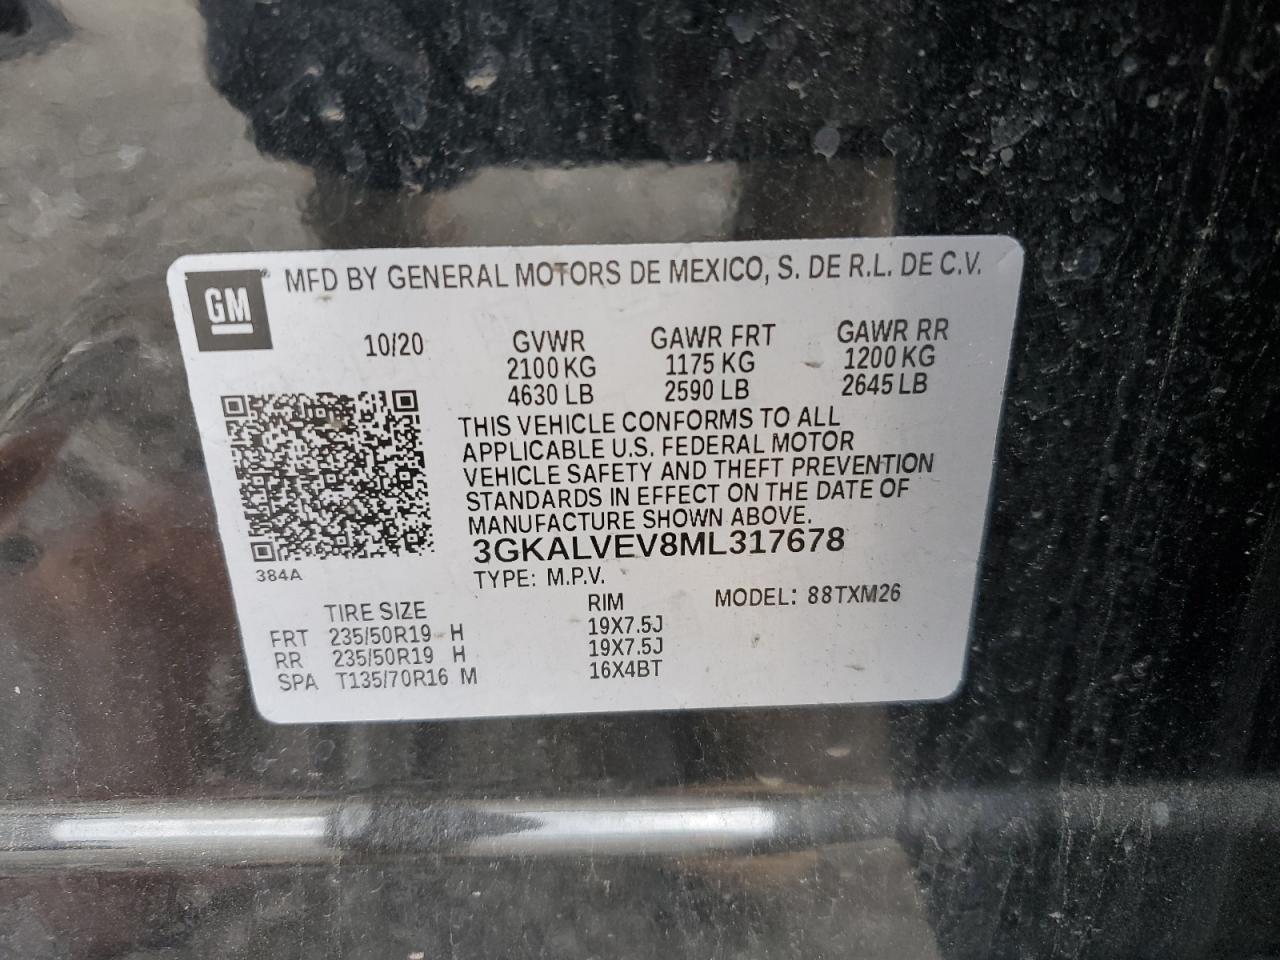 MFD BY GENERAL MOTORS DE MEXICO, S. DE R.L. DE C.V.
GM
10/20
GVWR
2100 KG
4630 LB
GAWR FRT
1175 KG
2590 LB
GAWR RR
1200 KG
2645 LB
THIS VEHICLE CONFORMS TO ALL
APPLICABLE U.S. FEDERAL MOTOR
VEHICLE SAFETY AND THEFT PREVENTION
STANDARDS IN EFFECT ON THE DATE OF
MANUFACTURE SHOWN ABOVE.
3GKALVEV8ML317678
384A
TYPE: M.P.V.
MODEL: 88TXM26
TIRE SIZE RIM
FRT 235/50R19 H 19X7.5J
RR 235/50R19 H 19X7.5J
SPA T135/70R16 M 16X4BT